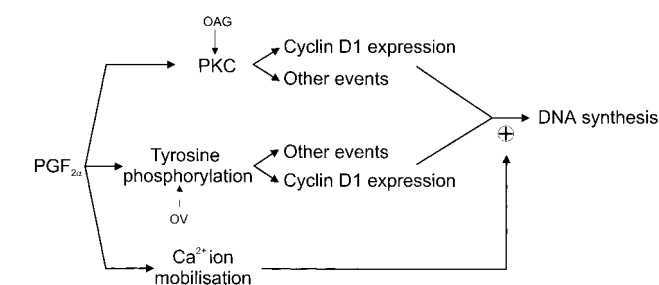 OAG
PKC
Cyclin D1 expression
Other events
DNA synthesis
PGF₂α
Tyrosine
phosphorylation
Other events
Cyclin D1 expression
OV
Ca²⁺ ion
mobilisation